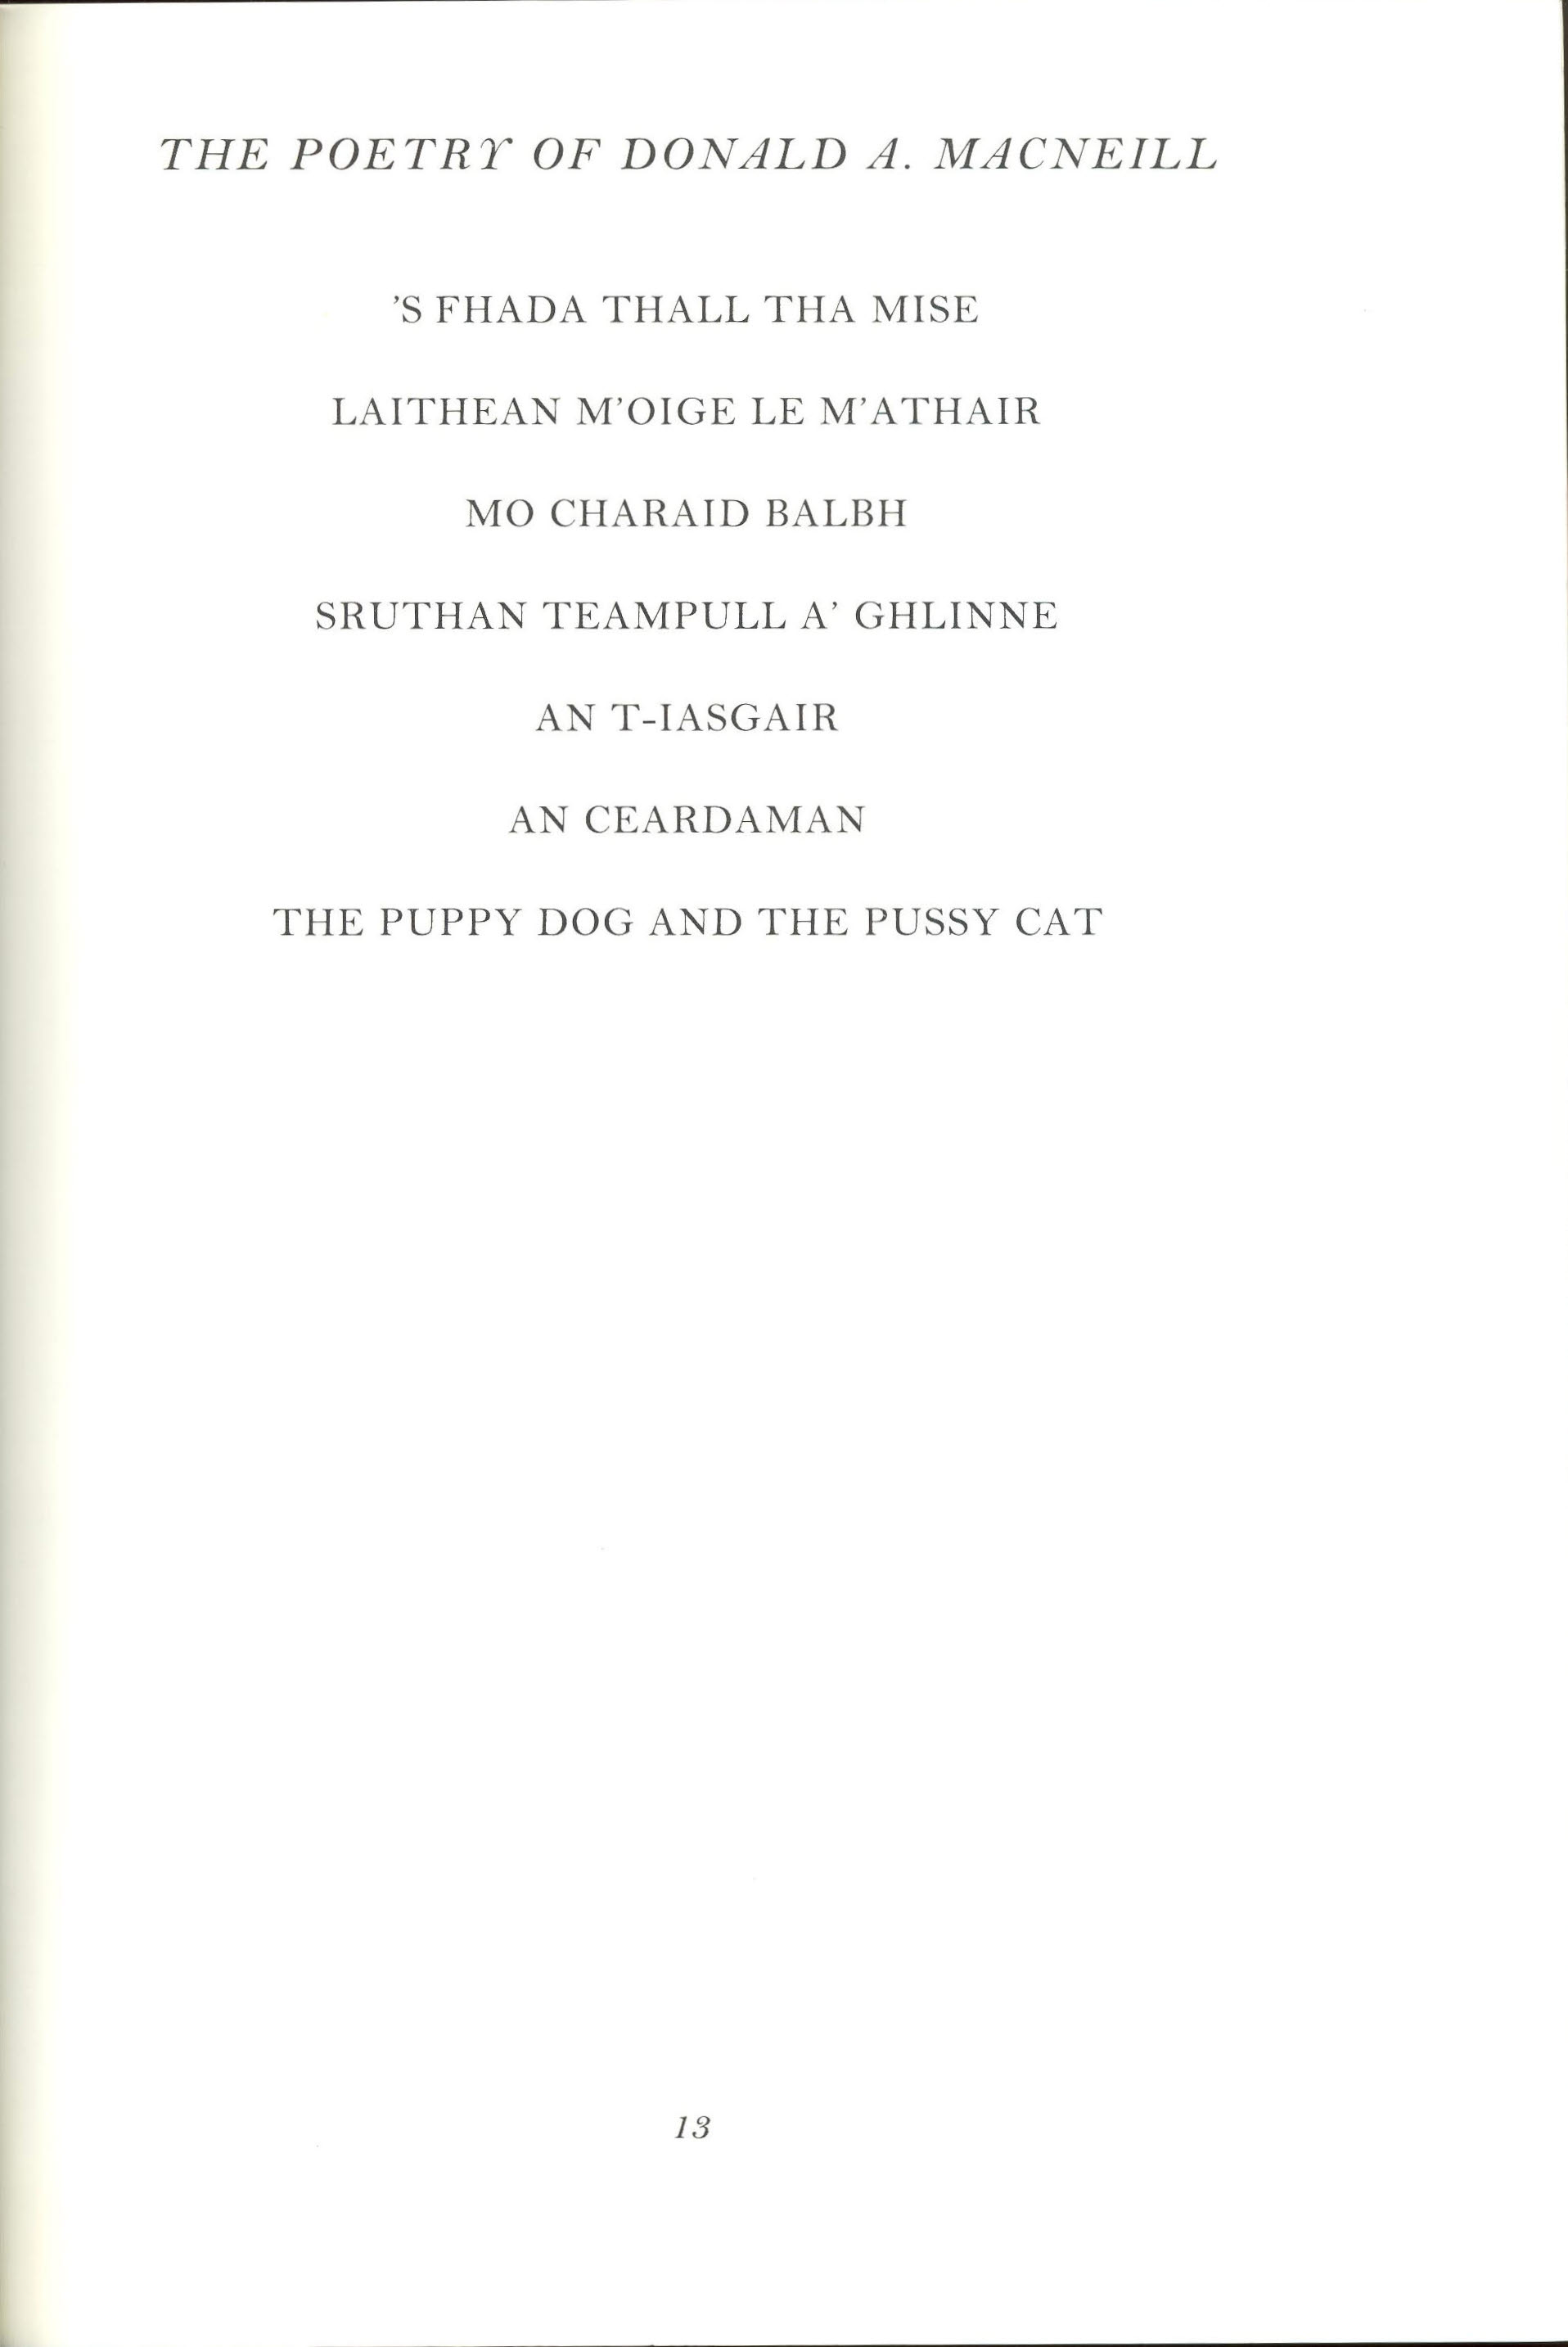 THE POETRY OF DONALD A. MACNEILL
’S FHADA THALL THA MISE
LAITHEAN M’OIGE LE M’ATHAIR
MO CHARAID BALBH
SRUTHAN TEAMPULL A’ GHLINNE
AN T-IASGAIR
AN CEARDAMAN
THE PUPPY DOG AND THE PUSSY CAT
13